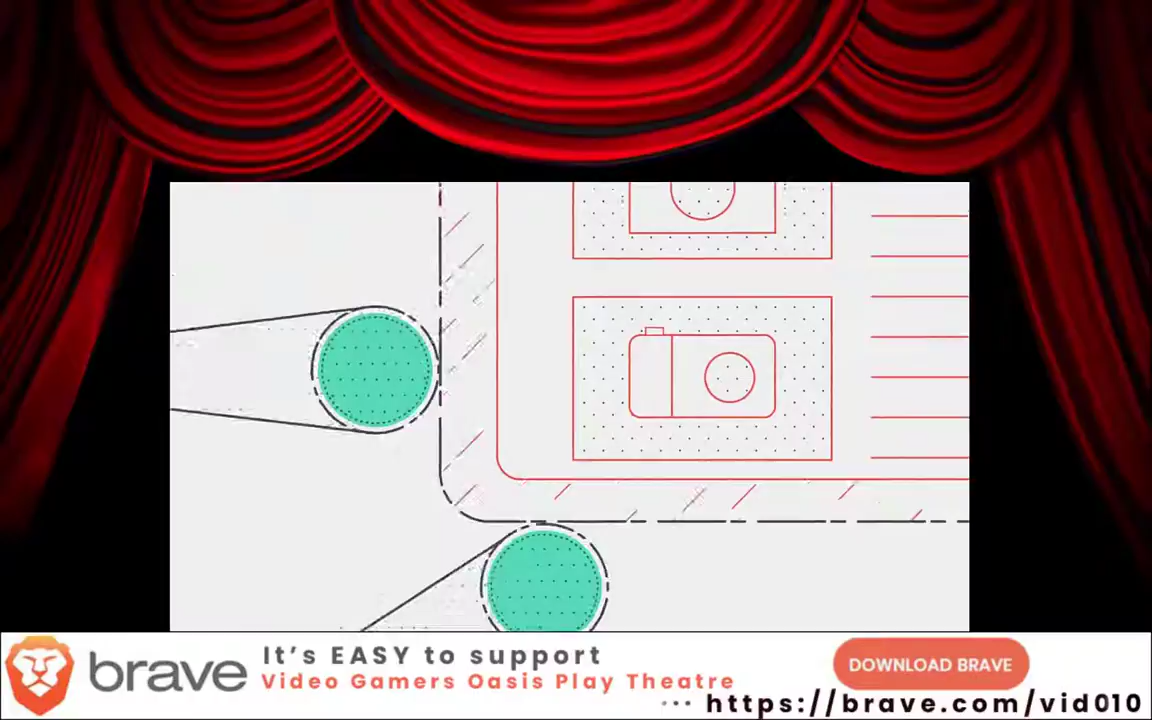 brave
It's EASY to support
Video Gamers Oasis Play Theatre
DOWNLOAD BRAVE
https://brave.com/vid010